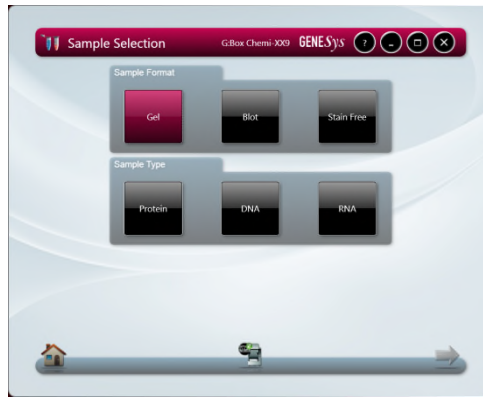 Sample Selection G:Box Chemi-XX9 GENESys ? - X
Sample Format
Gel Blot Stain Free
Sample Type
Protein DNA RNA